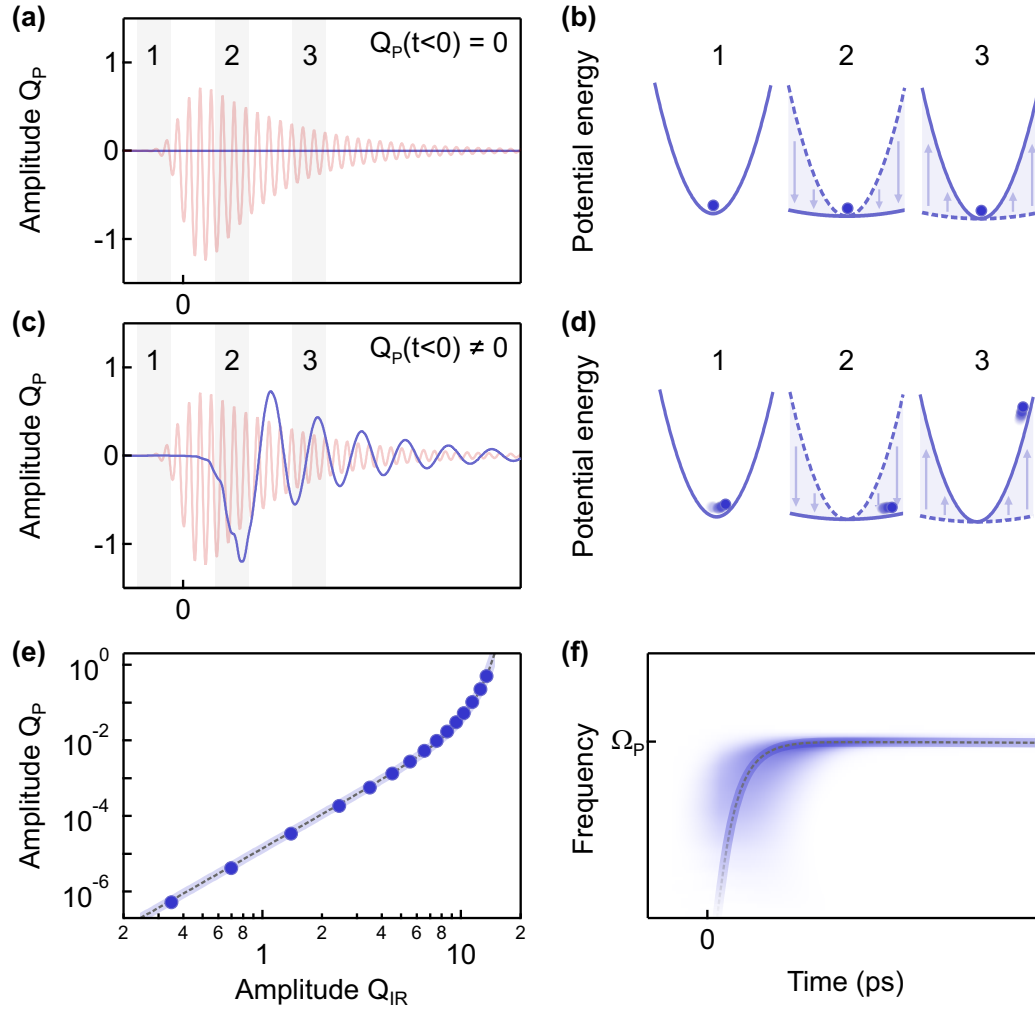 (a)
Amplitude Q_P
1
0
-1
1
2
3
Q_P(t<0) = 0
0
(b)
Potential energy
1
2
3
(c)
Amplitude Q_P
1
0
-1
1
2
3
Q_P(t<0) ≠ 0
0
(d)
Potential energy
1
2
3
(e)
Amplitude Q_P
10^0
10^-2
10^-4
10^-6
2 4 6 8 2 4 6 8 2
1 10
Amplitude Q_IR
(f)
Frequency
Ω_P
0
Time (ps)